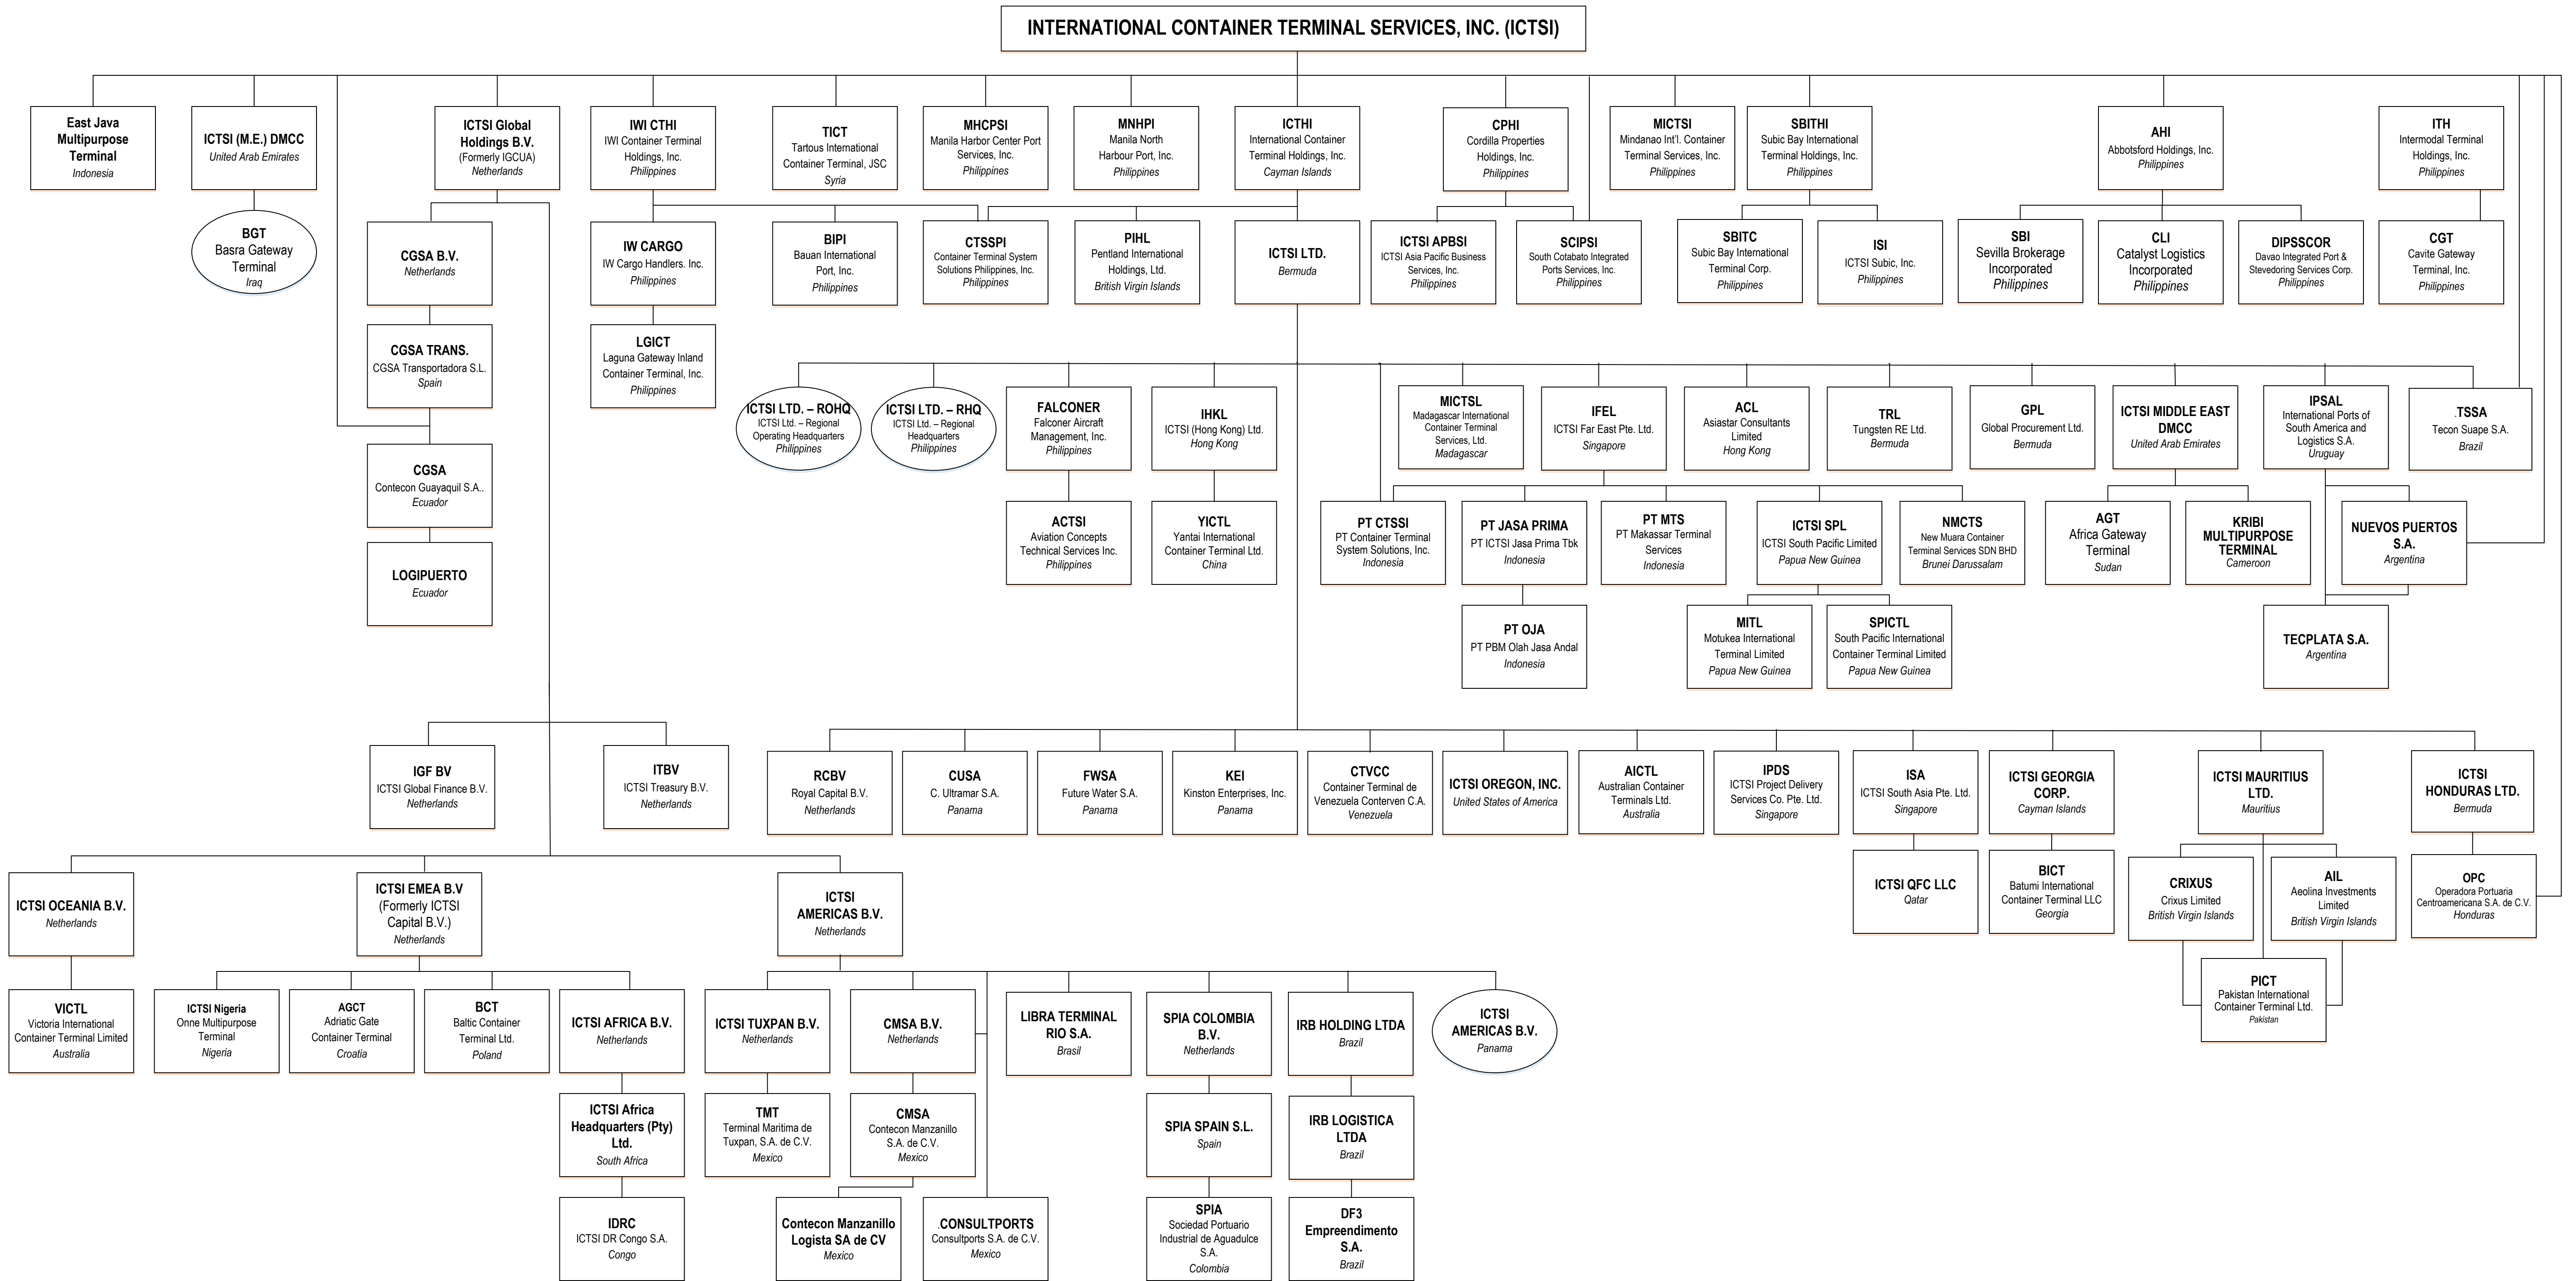 INTERNATIONAL CONTAINER TERMINAL SERVICES, INC. (ICTSI)
East Java
Multipurpose
Terminal
Indonesia
ICTSI (M.E.) DMCC
United Arab Emirates
ICTSI Global
Holdings B.V.
(Formerly IGCUA)
Netherlands
IWI CTHI
IWI Container Terminal
Holdings, Inc.
Philippines
TICT
Tartous International
Container Terminal, JSC
Syria
MHCPSI
Manila Harbor Center Port
Services, Inc.
Philippines
MNHPI
Manila North
Harbour Port, Inc.
Philippines
ICTHI
International Container
Terminal Holdings, Inc.
Cayman Islands
CPHI
Cordilla Properties
Holdings, Inc.
Philippines
MICTSI
Mindanao Int'l. Container
Terminal Services, Inc.
Philippines
SBITHI
Subic Bay International
Terminal Holdings, Inc.
Philippines
AHI
Abbotsford Holdings, Inc.
Philippines
ITH
Intermodal Terminal
Holdings, Inc.
Philippines
BGT
Basra Gateway
Terminal
Iraq
CGSA B.V.
Netherlands
IW CARGO
IW Cargo Handlers. Inc.
Philippines
BIPI
Bauan International
Port, Inc.
Philippines
CTSSPI
Container Terminal System
Solutions Philippines, Inc.
Philippines
PIHL
Pentland International
Holdings, Ltd.
British Virgin Islands
ICTSI LTD.
Bermuda
ICTSI APBSI
ICTSI Asia Pacific Business
Services, Inc.
Philippines
SCIPSI
South Cotabato Integrated
Ports Services, Inc.
Philippines
SBITC
Subic Bay International
Terminal Corp.
Philippines
ISI
ICTSI Subic, Inc.
Philippines
SBI
Sevilla Brokerage
Incorporated
Philippines
CLI
Catalyst Logistics
Incorporated
Philippines
DIPSSCOR
Davao Integrated Port &
Stevedoring Services Corp.
Philippines
CGT
Cavite Gateway
Terminal, Inc.
Philippines
CGSA TRANS.
CGSA Transportadora S.L.
Spain
LGICT
Laguna Gateway Inland
Container Terminal, Inc.
Philippines
ICTSI LTD. – ROHQ
ICTSI Ltd. – Regional
Operating Headquarters
Philippines
ICTSI LTD. – RHQ
ICTSI Ltd. – Regional
Headquarters
Philippines
FALCONER
Falconer Aircraft
Management, Inc.
Philippines
IHKL
ICTSI (Hong Kong) Ltd.
Hong Kong
MICTSL
Madagascar International
Container Terminal
Services, Ltd.
Madagascar
IFEL
ICTSI Far East Pte. Ltd.
Singapore
ACL
Asiastar Consultants
Limited
Hong Kong
TRL
Tungsten RE Ltd.
Bermuda
GPL
Global Procurement Ltd.
Bermuda
ICTSI MIDDLE EAST
DMCC
United Arab Emirates
IPSAL
International Ports of
South America and
Logistics S.A.
Uruguay
.TSSA
Tecon Suape S.A.
Brazil
CGSA
Contecon Guayaquil S.A..
Ecuador
ACTSI
Aviation Concepts
Technical Services Inc.
Philippines
YICTL
Yantai International
Container Terminal Ltd.
China
PT CTSSI
PT Container Terminal
System Solutions, Inc.
Indonesia
PT JASA PRIMA
PT ICTSI Jasa Prima Tbk
Indonesia
PT MTS
PT Makassar Terminal
Services
Indonesia
ICTSI SPL
ICTSI South Pacific Limited
Papua New Guinea
NMCTS
New Muara Container
Terminal Services SDN BHD
Brunei Darussalam
AGT
Africa Gateway
Terminal
Sudan
KRIBI
MULTIPURPOSE
TERMINAL
Cameroon
NUEVOS PUERTOS
S.A.
Argentina
LOGIPUERTO
Ecuador
PT OJA
PT PBM Olah Jasa Andal
Indonesia
MITL
Motukea International
Terminal Limited
Papua New Guinea
SPICTL
South Pacific International
Container Terminal Limited
Papua New Guinea
TECPLATA S.A.
Argentina
IGF BV
ICTSI Global Finance B.V.
Netherlands
ITBV
ICTSI Treasury B.V.
Netherlands
RCBV
Royal Capital B.V.
Netherlands
CUSA
C. Ultramar S.A.
Panama
FWSA
Future Water S.A.
Panama
KEI
Kinston Enterprises, Inc.
Panama
CTVCC
Container Terminal de
Venezuela Conterven C.A.
Venezuela
ICTSI OREGON, INC.
United States of America
AICTL
Australian Container
Terminals Ltd.
Australia
IPDS
ICTSI Project Delivery
Services Co. Pte. Ltd.
Singapore
ISA
ICTSI South Asia Pte. Ltd.
Singapore
ICTSI GEORGIA
CORP.
Cayman Islands
ICTSI MAURITIUS
LTD.
Mauritius
ICTSI
HONDURAS LTD.
Bermuda
ICTSI OCEANIA B.V.
Netherlands
ICTSI EMEA B.V
(Formerly ICTSI
Capital B.V.)
Netherlands
ICTSI
AMERICAS B.V.
Netherlands
ICTSI QFC LLC
Qatar
BICT
Batumi International
Container Terminal LLC
Georgia
CRIXUS
Crixus Limited
British Virgin Islands
AIL
Aeolina Investments
Limited
British Virgin Islands
OPC
Operadora Portuaria
Centroamericana S.A. de C.V.
Honduras
VICTL
Victoria International
Container Terminal Limited
Australia
ICTSI Nigeria
Onne Multipurpose
Terminal
Nigeria
AGCT
Adriatic Gate
Container Terminal
Croatia
BCT
Baltic Container
Terminal Ltd.
Poland
ICTSI AFRICA B.V.
Netherlands
ICTSI TUXPAN B.V.
Netherlands
CMSA B.V.
Netherlands
LIBRA TERMINAL
RIO S.A.
Brasil
SPIA COLOMBIA
B.V.
Netherlands
IRB HOLDING LTDA
Brazil
ICTSI
AMERICAS B.V.
Panama
PICT
Pakistan International
Container Terminal Ltd.
Pakistan
ICTSI Africa
Headquarters (Pty)
Ltd.
South Africa
TMT
Terminal Maritima de
Tuxpan, S.A. de C.V.
Mexico
CMSA
Contecon Manzanillo
S.A. de C.V.
Mexico
SPIA SPAIN S.L.
Spain
IRB LOGISTICA
LTDA
Brazil
IDRC
ICTSI DR Congo S.A.
Congo
Contecon Manzanillo
Logista SA de CV
Mexico
.CONSULTPORTS
Consultports S.A. de C.V.
Mexico
SPIA
Sociedad Portuario
Industrial de Aguadulce
S.A.
Colombia
DF3
Empreendimento
S.A.
Brazil